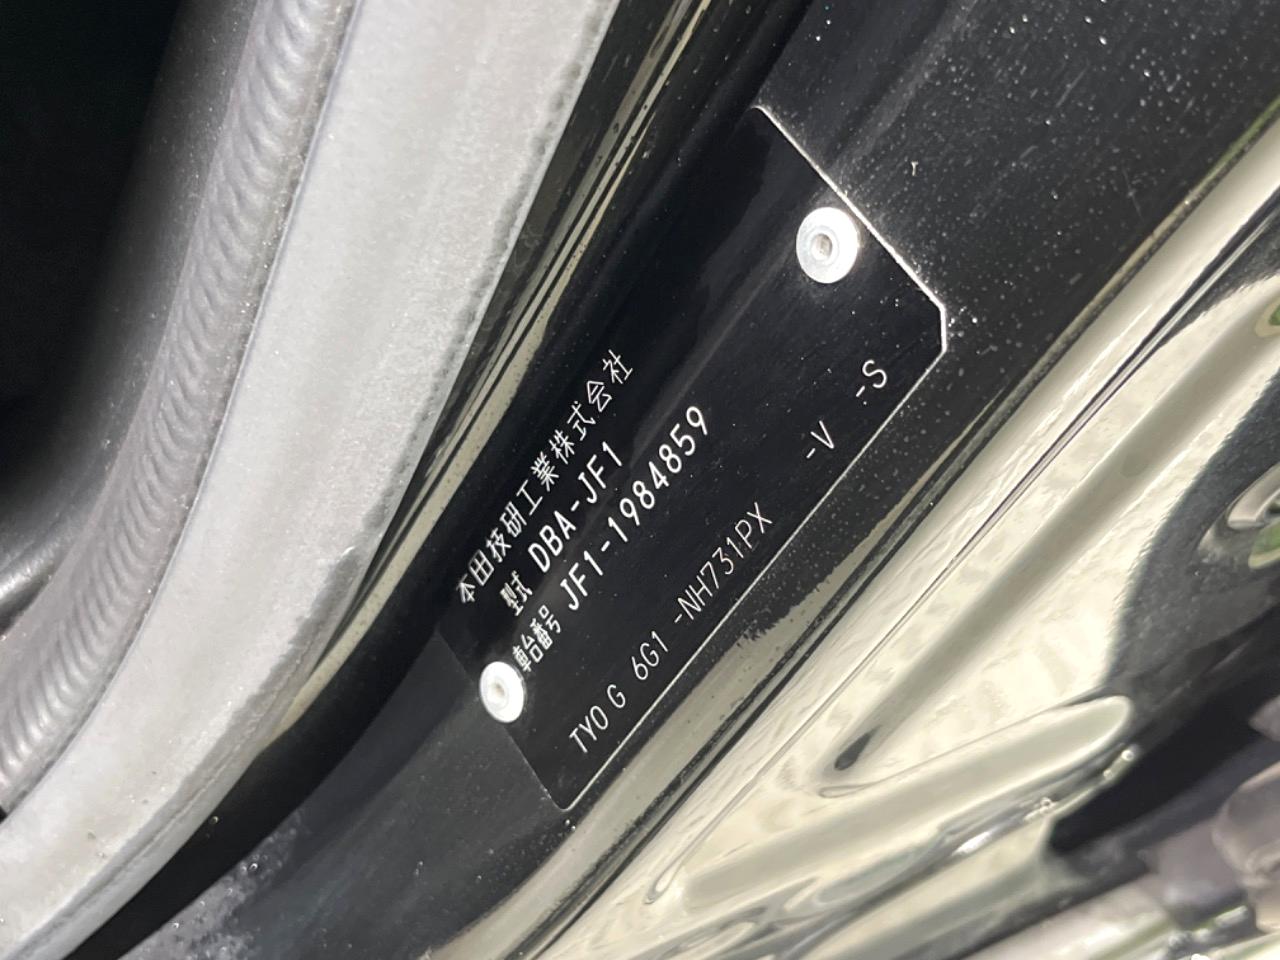 本田技研工業株式会社
型式 DBA-JF1
車台番号 JF1-1984859
TYO G 6G1 -NH731PX -V -S